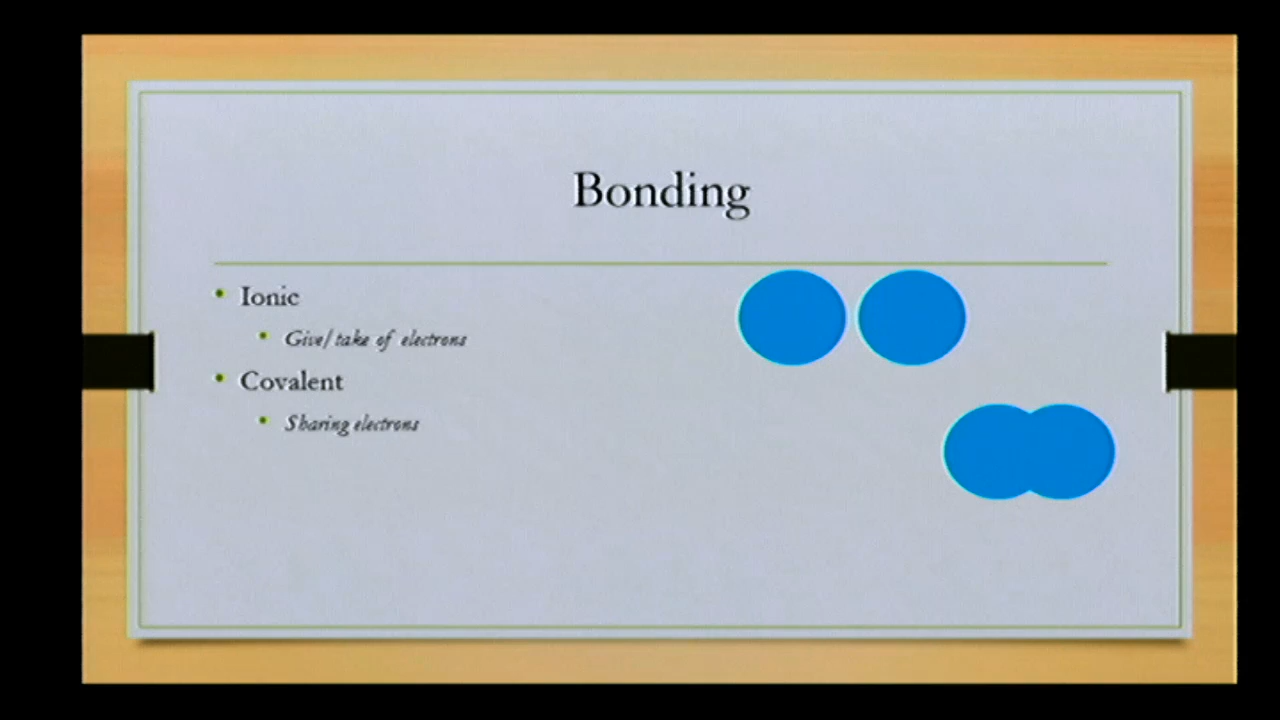 Bonding
Ionic
Give/take of electrons
Covalent
Sharing electrons